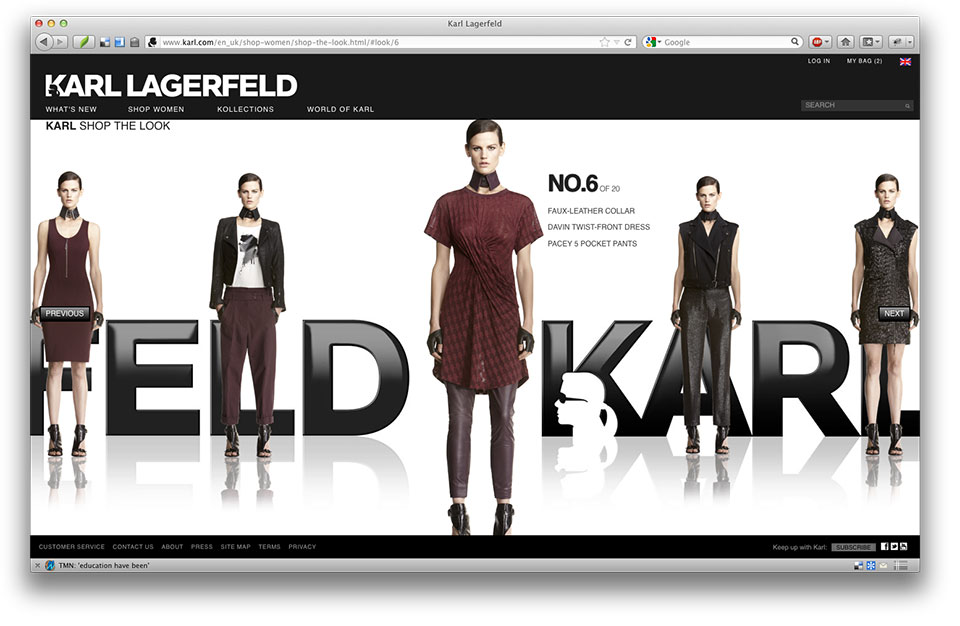 Karl Lagerfeld
www.karl.com/en_uk/shop-women/shop-the-look.html/#look/6
Google
ABP
LOG IN
MY BAG (2)
KARL LAGERFELD
WHAT'S NEW
SHOP WOMEN
KOLLECTIONS
WORLD OF KARL
SEARCH
KARL SHOP THE LOOK
NO.6 OF 20
FAUX-LEATHER COLLAR
DAVIN TWIST-FRONT DRESS
PACEY 5 POCKET PANTS
PREVIOUS
NEXT
FELD KARL
CUSTOMER SERVICE
CONTACT US
ABOUT
PRESS
SITE MAP
TERMS
PRIVACY
Keep up with Karl:
SUBSCRIBE
TMN: 'education have been'